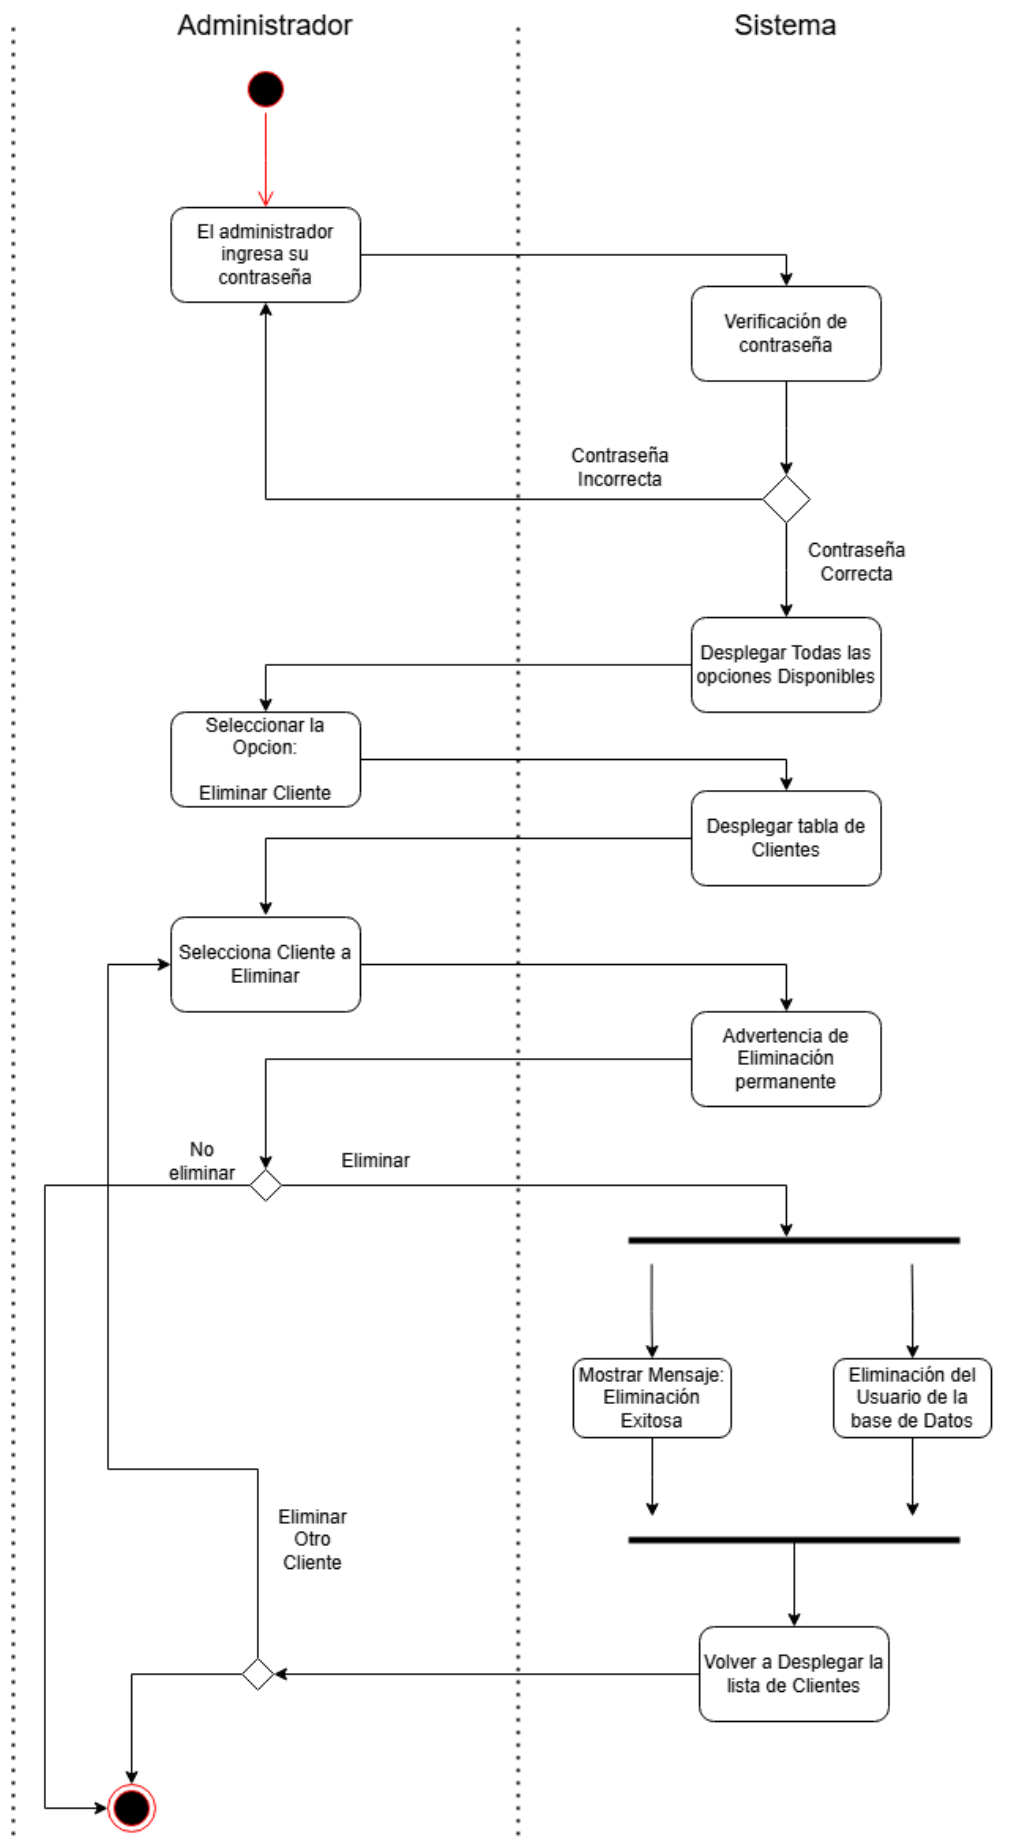 Administrador
Sistema
El administrador
ingresa su
contraseña
Verificación de
contraseña
Contraseña
Incorrecta
Contraseña
Correcta
Desplegar Todas las
opciones Disponibles
Seleccionar la
Opcion:
Eliminar Cliente
Desplegar tabla de
Clientes
Selecciona Cliente a
Eliminar
Advertencia de
Eliminación
permanente
No
eliminar
Eliminar
Mostrar Mensaje:
Eliminación
Exitosa
Eliminación del
Usuario de la
base de Datos
Eliminar
Otro
Cliente
Volver a Desplegar la
lista de Clientes